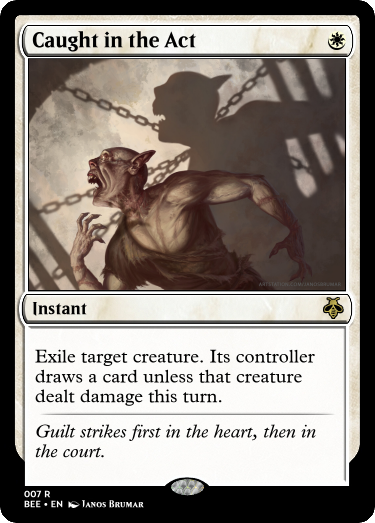 Caught in the Act
Instant
Exile target creature. Its controller
draws a card unless that creature
dealt damage this turn.
Guilt strikes first in the heart, then in
the court.
007 R
BEE • EN JANOS BRUMAR